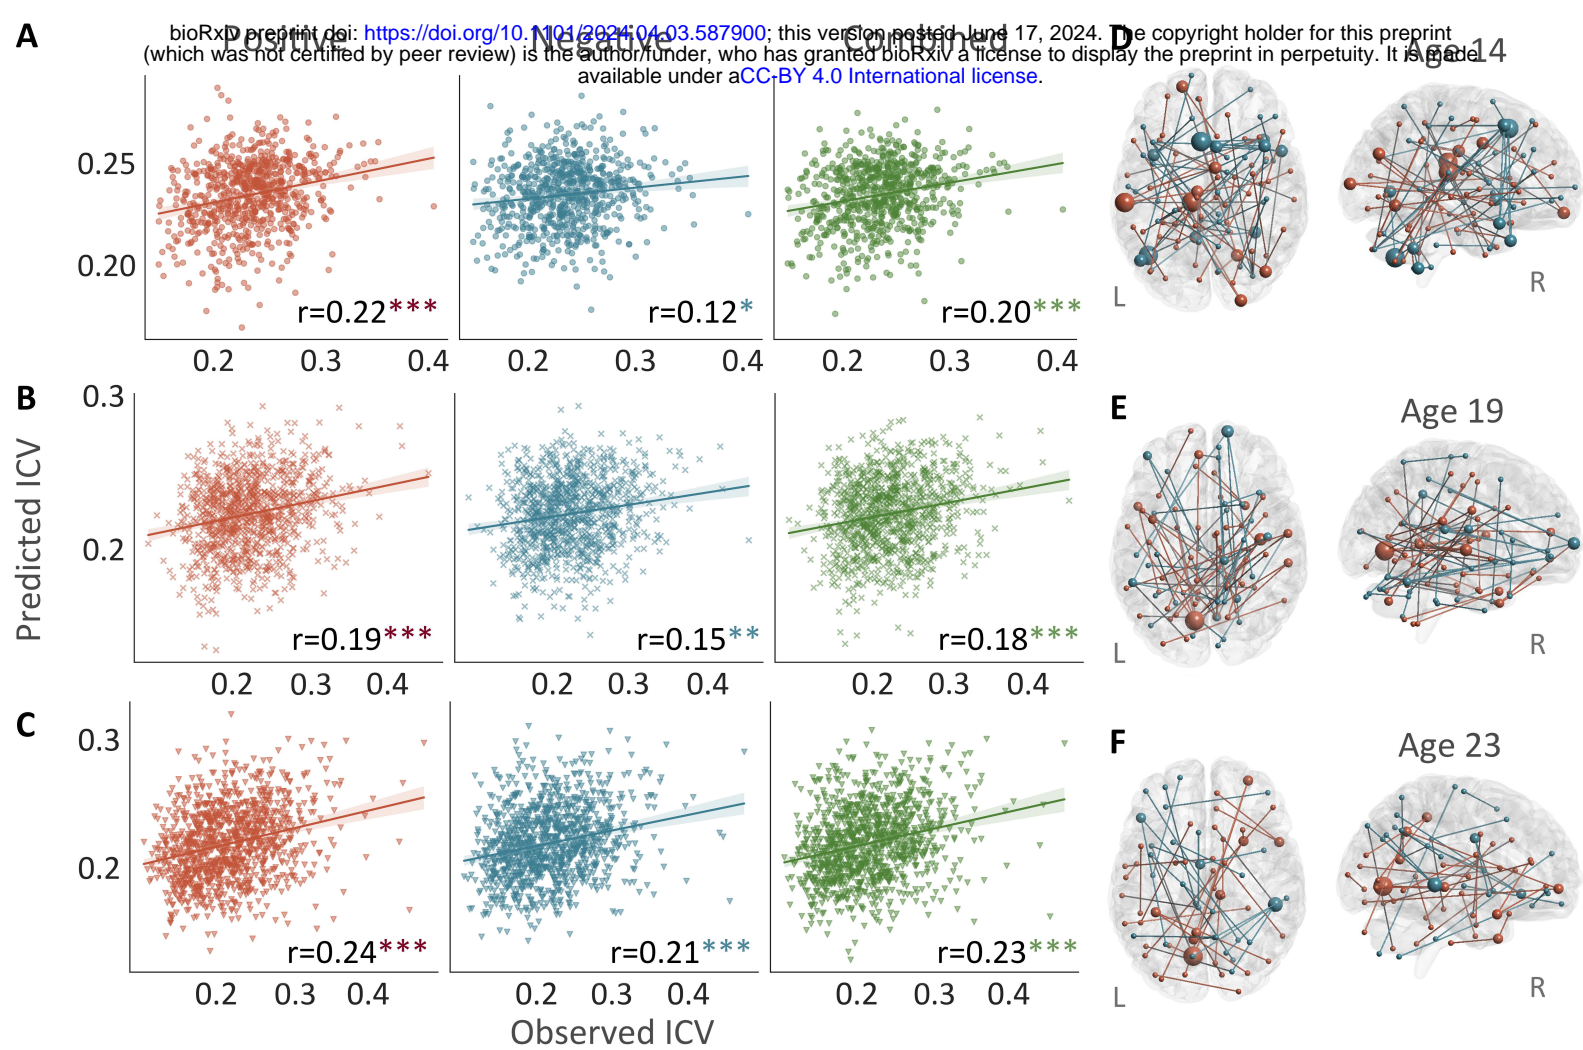 A
Positive
Negative
Combined
D
Age 14
bioRxiv preprint doi: https://doi.org/10.1101/2024.04.03.587900; this version posted June 17, 2024. The copyright holder for this preprint
(which was not certified by peer review) is the author/funder, who has granted bioRxiv a license to display the preprint in perpetuity. It is made
available under aCC-BY 4.0 International license.
0.25
0.20
r=0.22***
r=0.12*
r=0.20***
0.2 0.3 0.4
0.2 0.3 0.4
0.2 0.3 0.4
L
R
B
0.3
0.2
r=0.19***
r=0.15**
r=0.18***
0.2 0.3 0.4
0.2 0.3 0.4
0.2 0.3 0.4
E
Age 19
L
R
Predicted ICV
C
0.3
0.2
r=0.24***
r=0.21***
r=0.23***
0.2 0.3 0.4
0.2 0.3 0.4
0.2 0.3 0.4
Observed ICV
F
Age 23
L
R